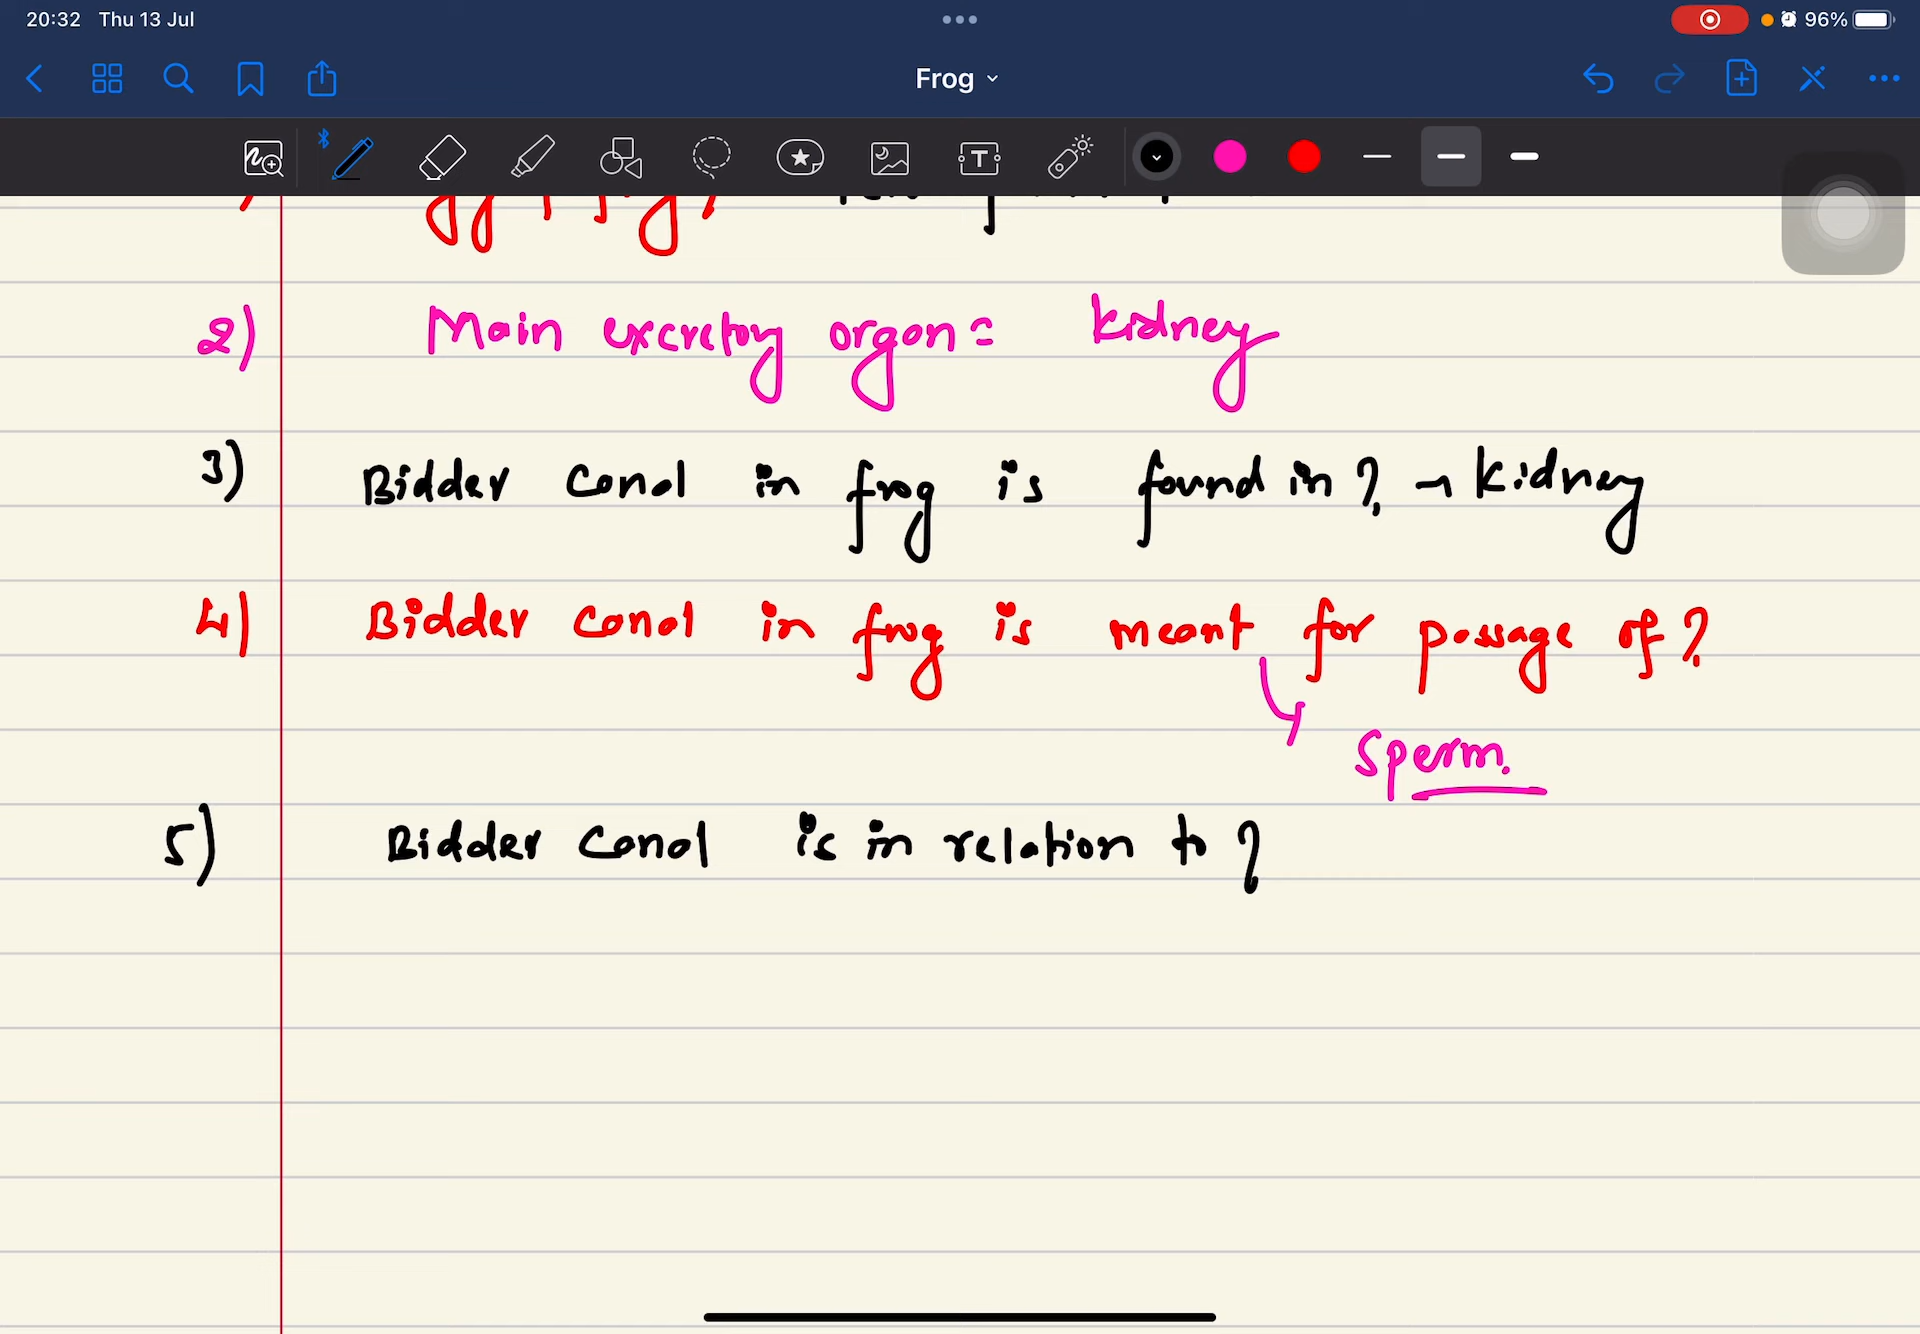 20:32 Thu 13 Jul
96%
Frog
T
2) Main excretory organ = kidney
3) Bidder canal in frog is found in? → kidney
4) Bidder canal in frog is meant for passage of?
Sperm.
5) Bidder canal is in relation to ?